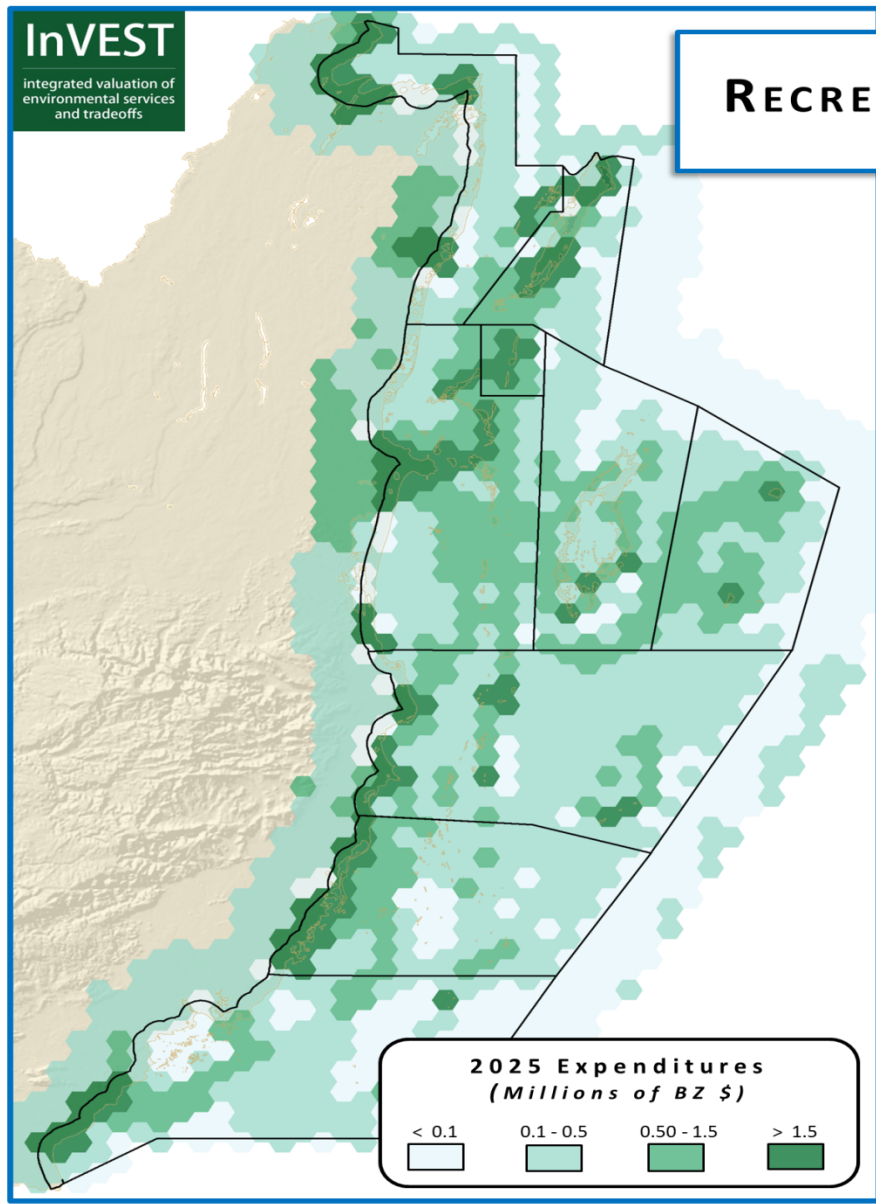 InVEST
integrated valuation of
environmental services
and tradeoffs
RECRE
2025 Expenditures
(Millions of BZ $)
< 0.1 0.1 - 0.5 0.50 - 1.5 > 1.5